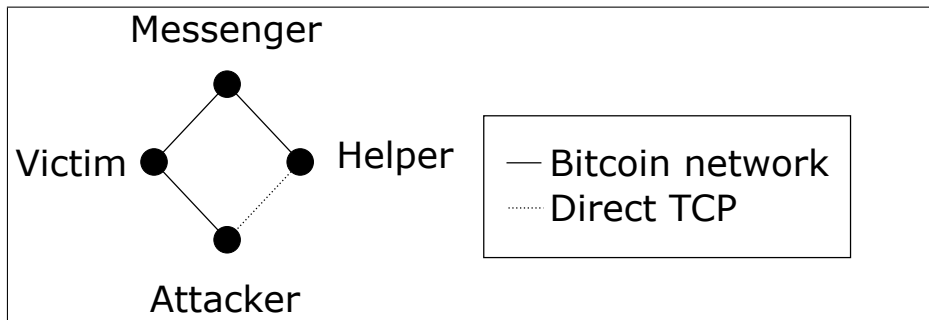 Messenger
Victim
Helper
Attacker
Bitcoin network
Direct TCP